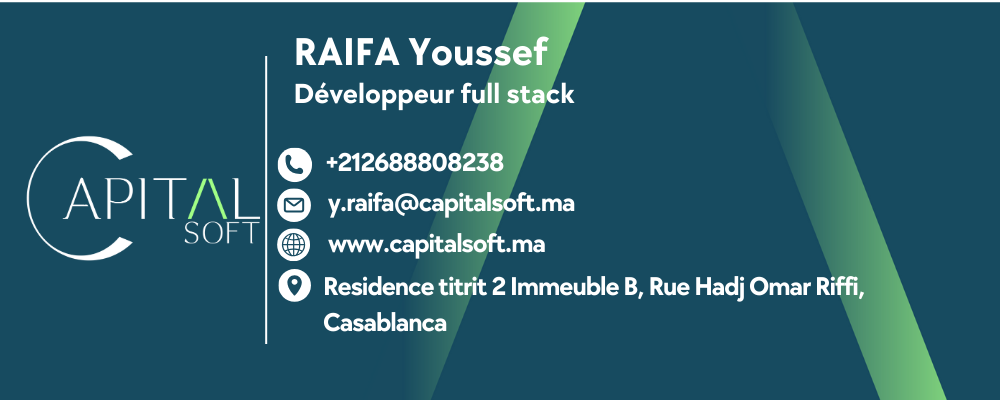 CAPITAL
SOFT
RAIFA Youssef
Développeur full stack
+212688808238
y.raifa@capitalsoft.ma
www.capitalsoft.ma
Residence titrit 2 Immeuble B, Rue Hadj Omar Riffi,
Casablanca